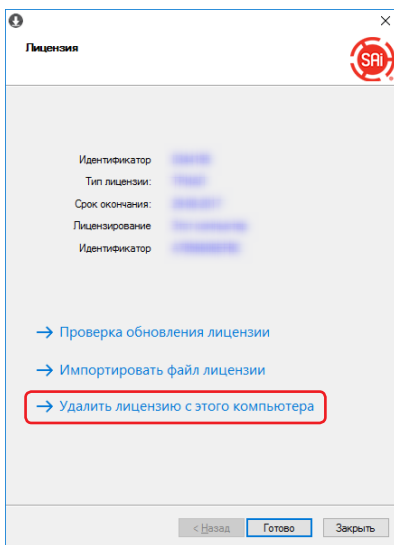 Лицензия
SAi
Идентификатор
Тип лицензии:
Срок окончания:
Лицензирование
Идентификатор
Проверка обновления лицензии
Импортировать файл лицензии
Удалить лицензию с этого компьютера
< Назад Готово Закрыть